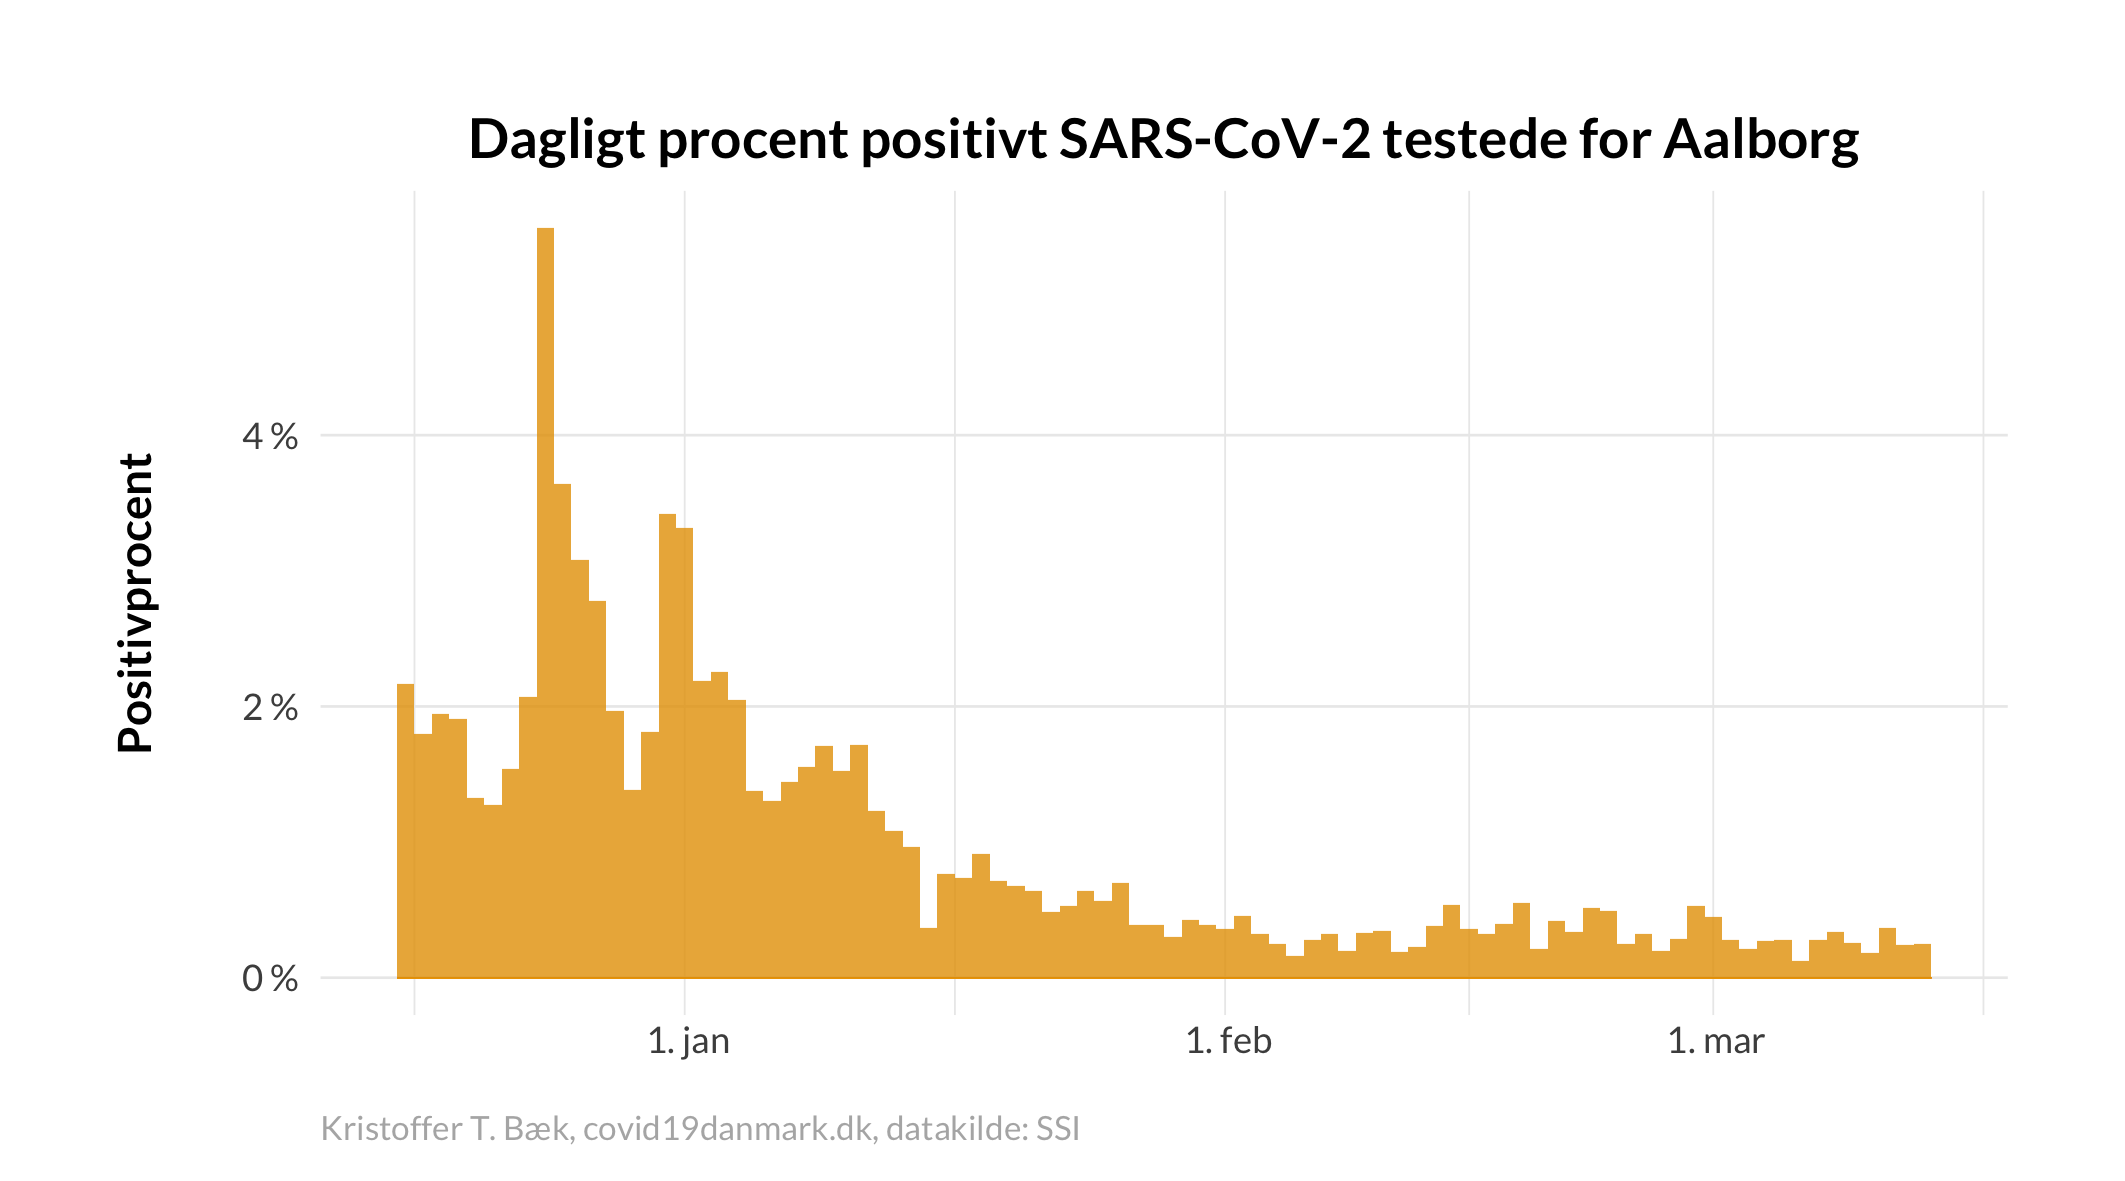 Dagligt procent positivt SARS-CoV-2 testede for Aalborg
Positivprocent
4 %
2 %
0 %
1. jan
1. feb
1. mar
Kristoffer T. Bæk, covid19danmark.dk, datakilde: SSI